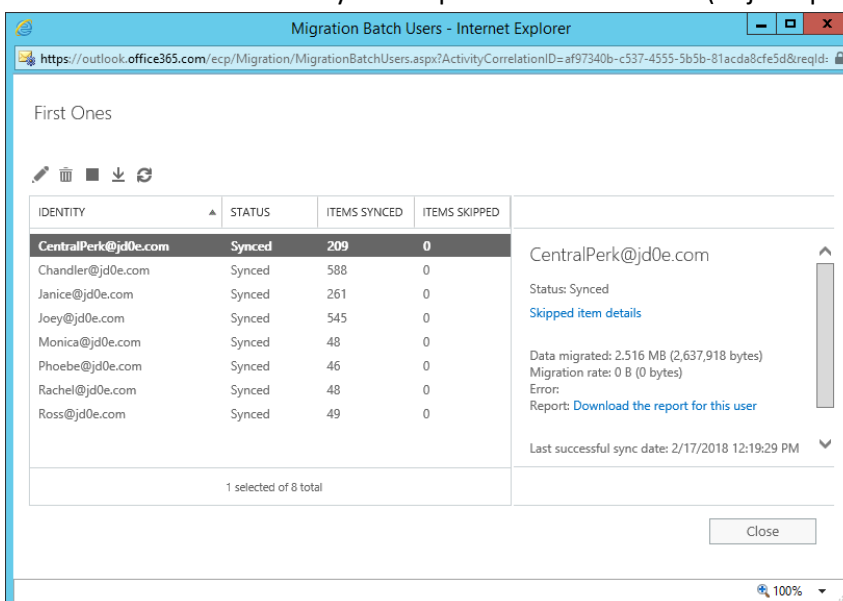 Migration Batch Users - Internet Explorer
https://outlook.office365.com/ecp/Migration/MigrationBatchUsers.aspx?ActivityCorrelationID=af97340b-c537-4555-5b5b-81acda8cfe5d&reqId=
First Ones
IDENTITY STATUS ITEMS SYNCED ITEMS SKIPPED
CentralPerk@jd0e.com Synced 209 0
Chandler@jd0e.com Synced 588 0
Janice@jd0e.com Synced 261 0
Joey@jd0e.com Synced 545 0
Monica@jd0e.com Synced 48 0
Phoebe@jd0e.com Synced 46 0
Rachel@jd0e.com Synced 48 0
Ross@jd0e.com Synced 49 0
1 selected of 8 total
CentralPerk@jd0e.com
Status: Synced
Skipped item details
Data migrated: 2.516 MB (2,637,918 bytes)
Migration rate: 0 B (0 bytes)
Error:
Report: Download the report for this user
Last successful sync date: 2/17/2018 12:19:29 PM
Close
100%